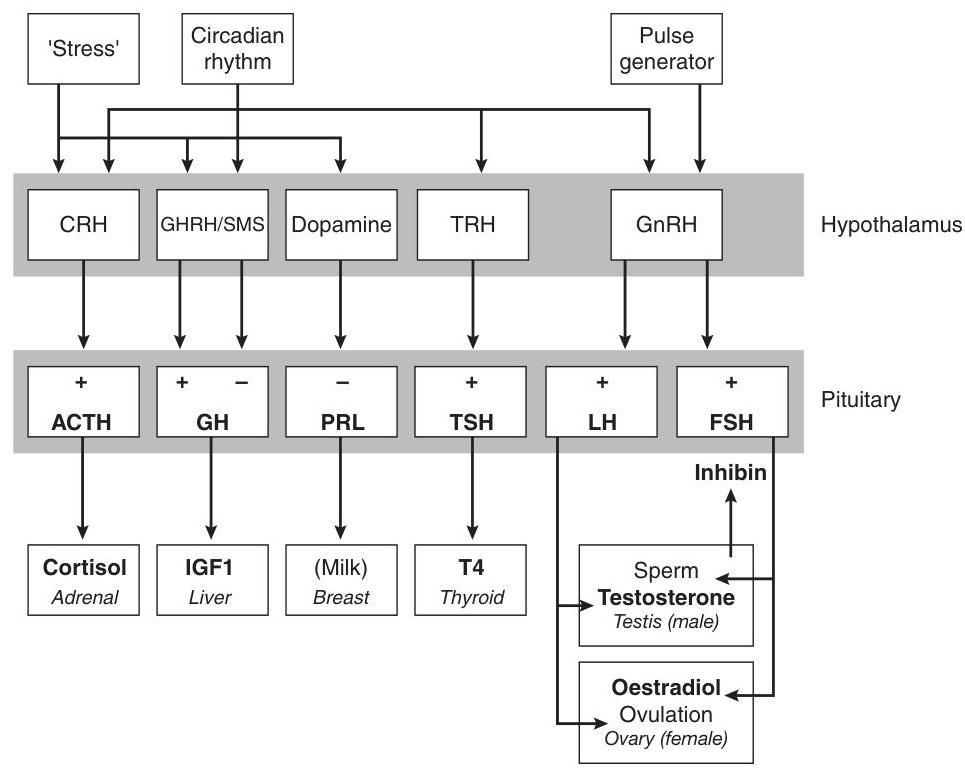 'Stress'
Circadian
rhythm
Pulse
generator
CRH
GHRH/SMS
Dopamine
TRH
GnRH
Hypothalamus
+
+ –
–
+
+
+
ACTH
GH
PRL
TSH
LH
FSH
Pituitary
Inhibin
Cortisol
Adrenal
IGF1
Liver
(Milk)
Breast
T4
Thyroid
Sperm
Testosterone
Testis (male)
Oestradiol
Ovulation
Ovary (female)